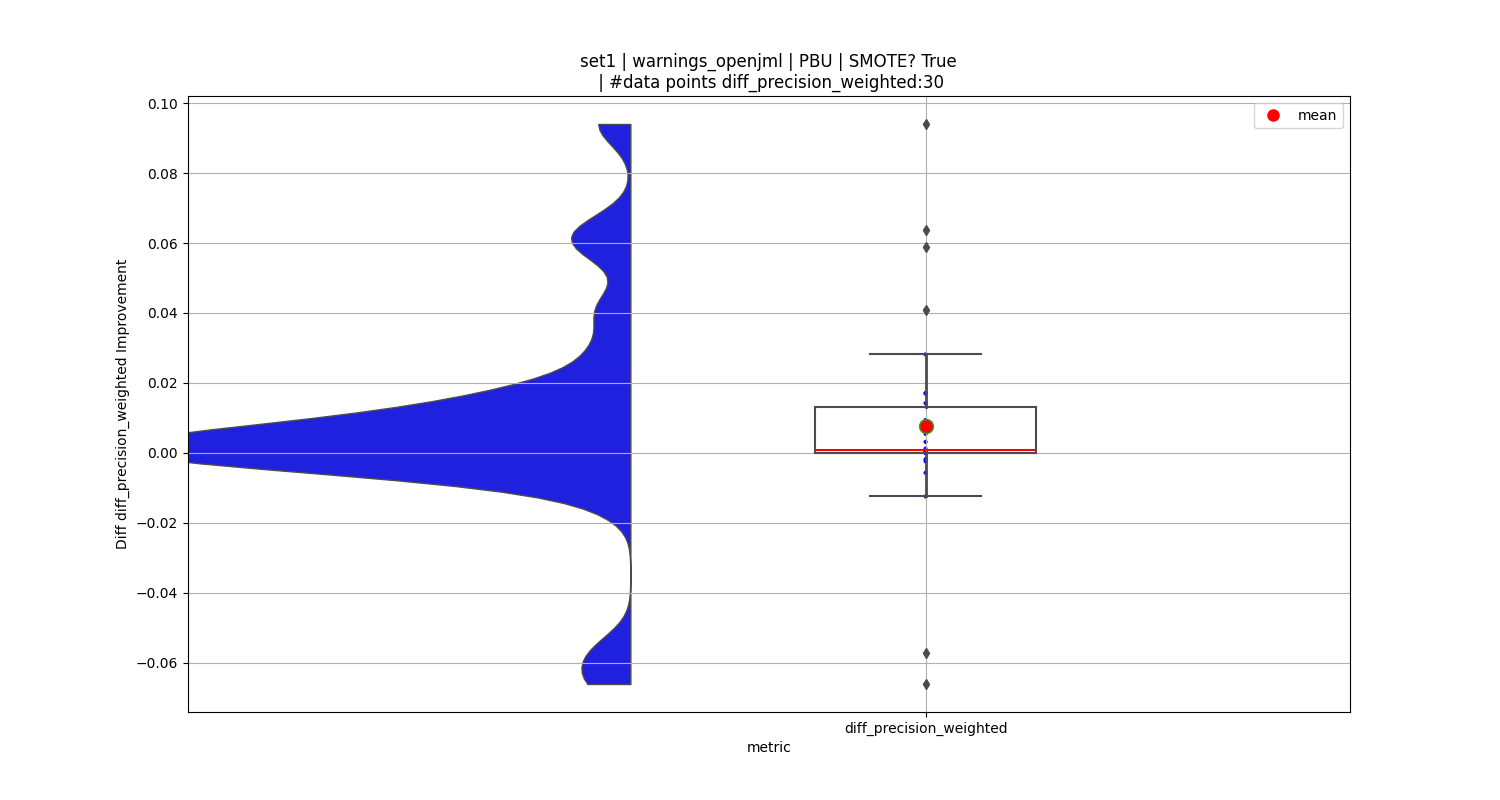 set1 | warnings_openjml | PBU | SMOTE? True
| #data points diff_precision_weighted:30
mean
0.10
0.08
0.06
0.04
0.02
0.00
−0.02
−0.04
−0.06
Diff diff_precision_weighted Improvement
diff_precision_weighted
metric